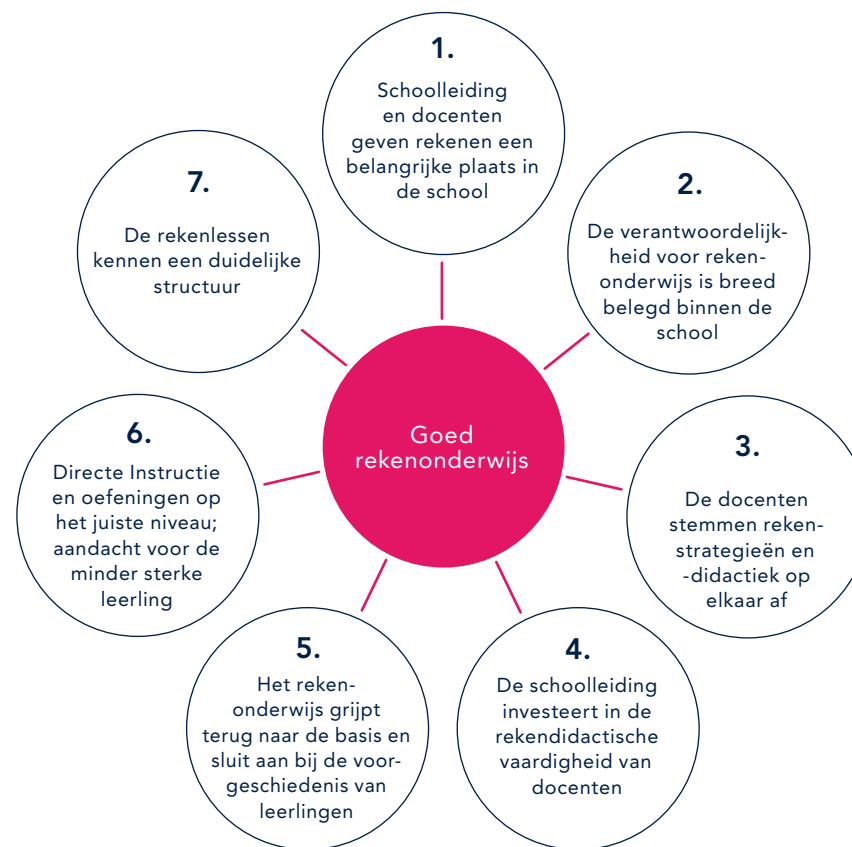 1.
Schoolleiding
en docenten
geven rekenen een
belangrijke plaats in
de school
2.
De verantwoordelijk-
heid voor reken-
onderwijs is breed
belegd binnen de
school
3.
De docenten
stemmen reken-
strategieën en
-didactiek op
elkaar af
4.
De schoolleiding
investeert in de
rekendidactische
vaardigheid van
docenten
5.
Het reken-
onderwijs grijpt
terug naar de basis en
sluit aan bij de voor-
geschiedenis van
leerlingen
6.
Directe Instructie
en oefeningen op
het juiste niveau;
aandacht voor de
minder sterke
leerling
7.
De rekenlessen
kennen een duidelijke
structuur
Goed
rekenonderwijs